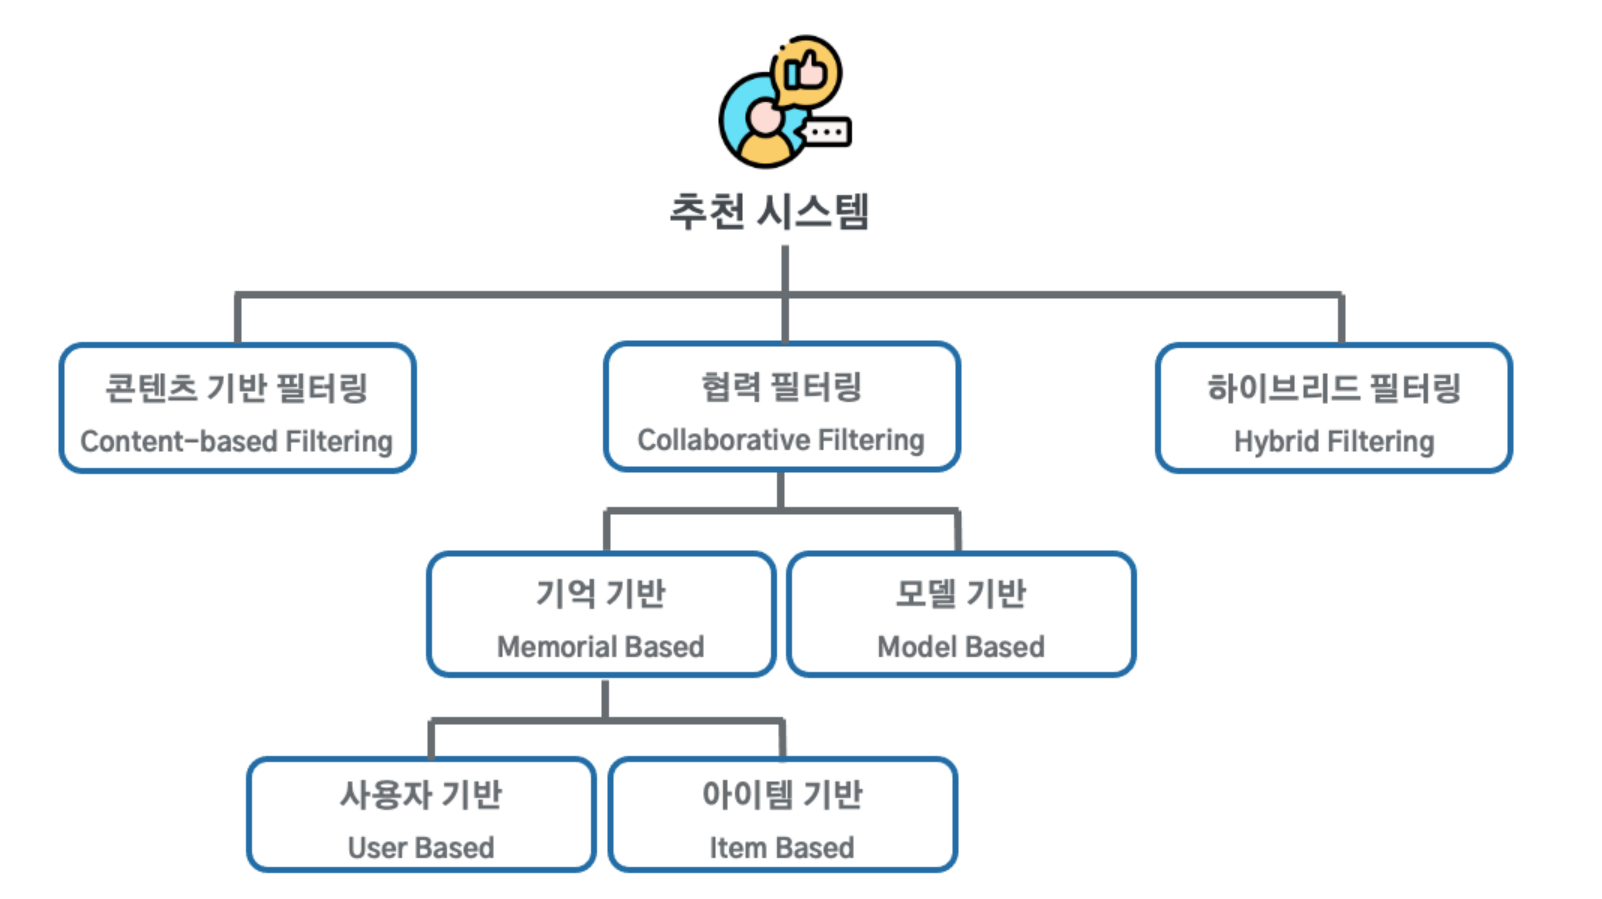 추천 시스템
콘텐츠 기반 필터링
Content-based Filtering
협력 필터링
Collaborative Filtering
하이브리드 필터링
Hybrid Filtering
기억 기반
Memorial Based
모델 기반
Model Based
사용자 기반
User Based
아이템 기반
Item Based